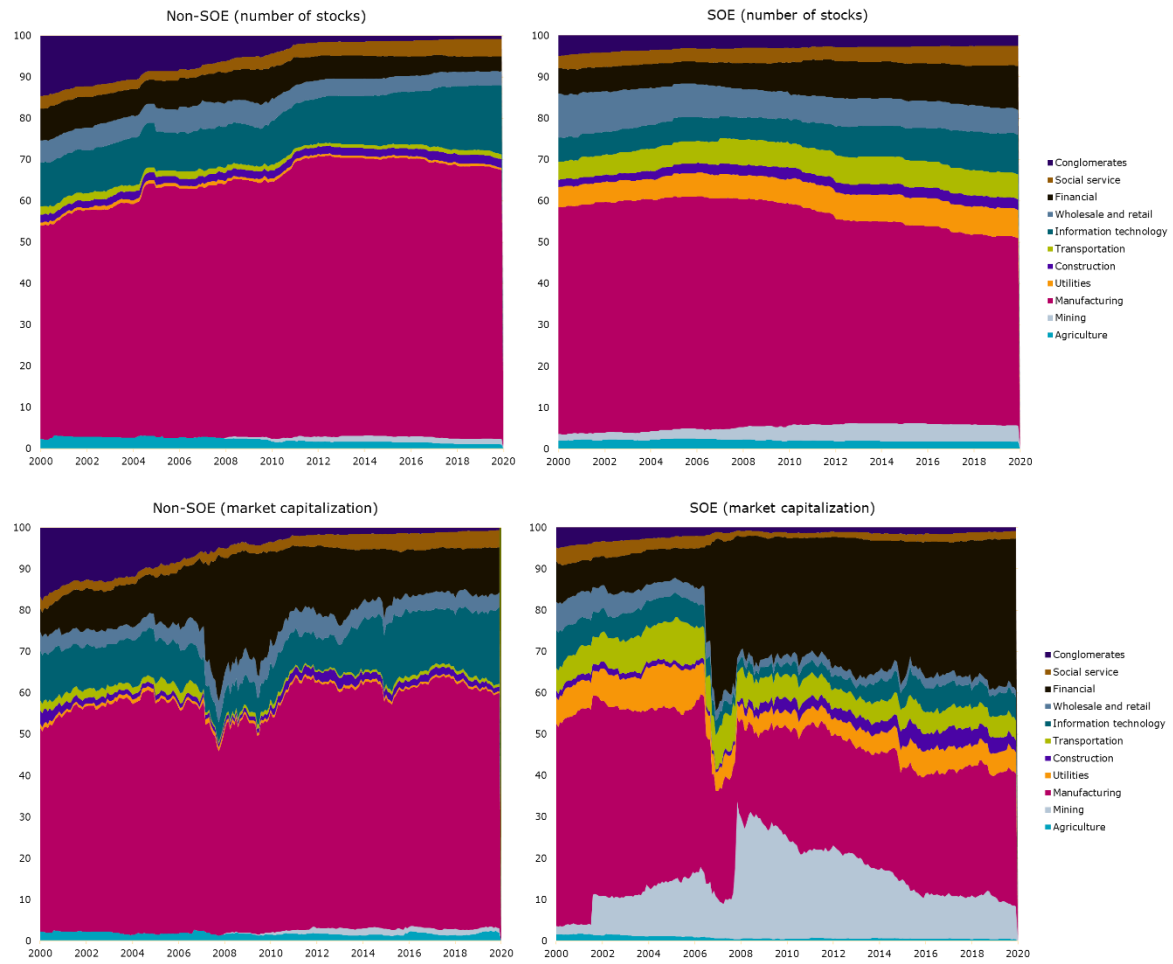 Non-SOE (number of stocks)
100
90
80
70
60
50
40
30
20
10
0
2000 2002 2004 2006 2008 2010 2012 2014 2016 2018 2020
SOE (number of stocks)
100
90
80
70
60
50
40
30
20
10
0
2000 2002 2004 2006 2008 2010 2012 2014 2016 2018 2020
Conglomerates
Social service
Financial
Wholesale and retail
Information technology
Transportation
Construction
Utilities
Manufacturing
Mining
Agriculture
Non-SOE (market capitalization)
100
90
80
70
60
50
40
30
20
10
0
2000 2002 2004 2006 2008 2010 2012 2014 2016 2018 2020
SOE (market capitalization)
100
90
80
70
60
50
40
30
20
10
0
2000 2002 2004 2006 2008 2010 2012 2014 2016 2018 2020
Conglomerates
Social service
Financial
Wholesale and retail
Information technology
Transportation
Construction
Utilities
Manufacturing
Mining
Agriculture